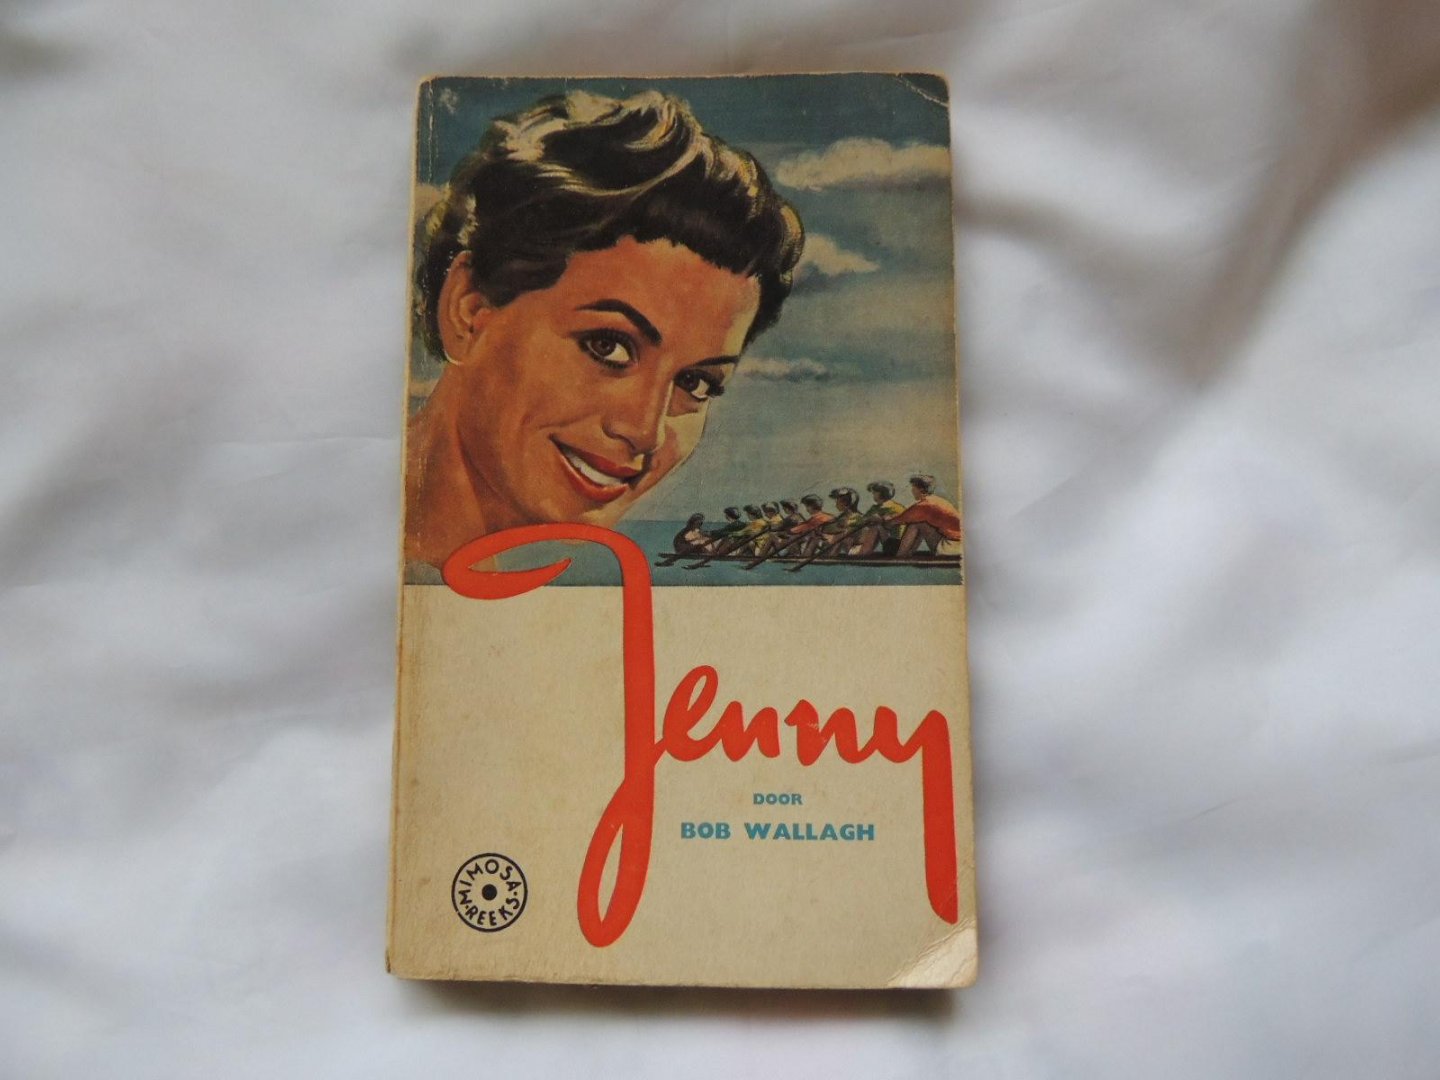 Jenny
DOOR
BOB WALLAGH
MIMOSA·REEKS·